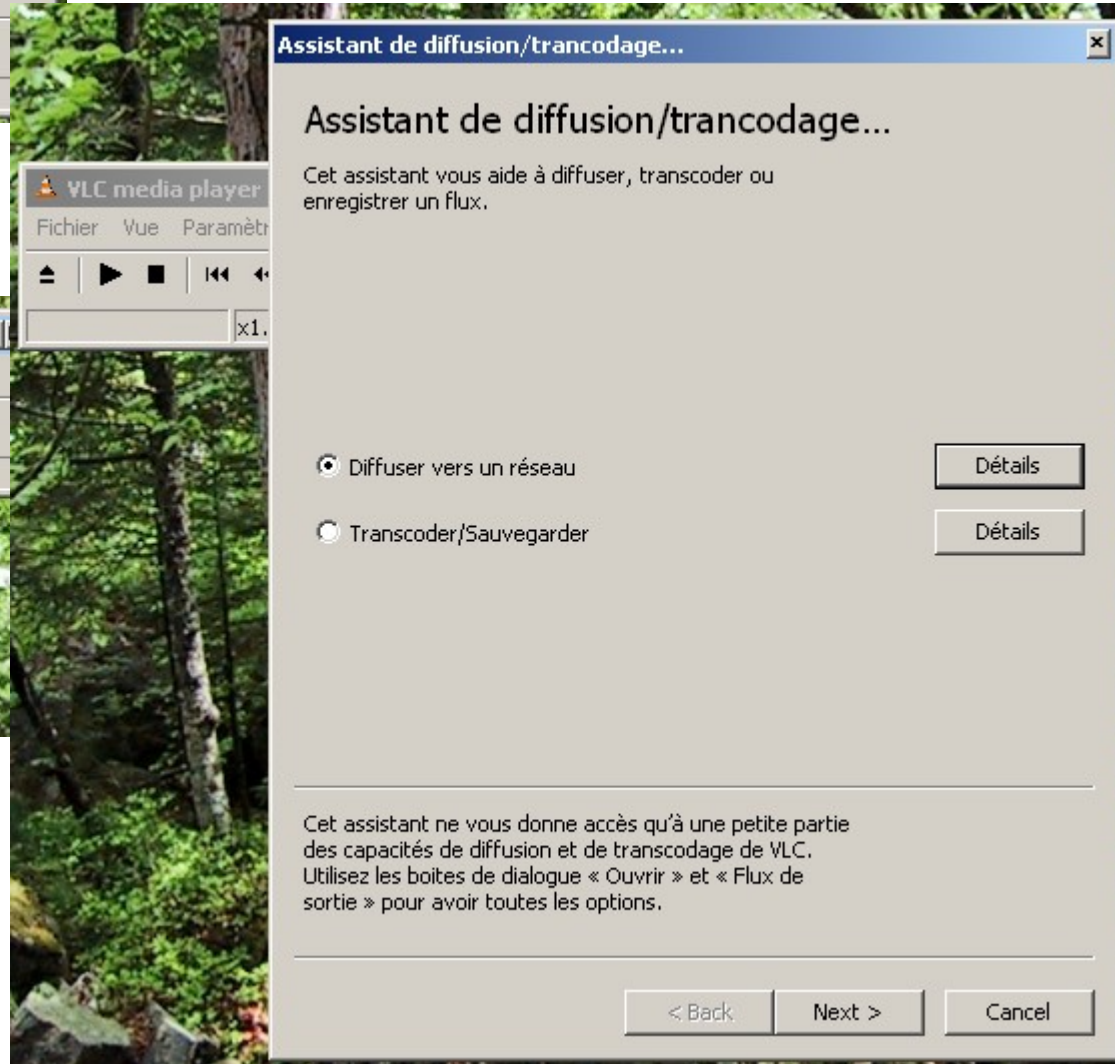 Assistant de diffusion/trancodage...
Assistant de diffusion/trancodage...
Cet assistant vous aide à diffuser, transcoder ou
enregistrer un flux.
VLC media player
Fichier Vue Paramètr
x1.
Diffuser vers un réseau
Détails
Transcoder/Sauvegarder
Détails
Cet assistant ne vous donne accès qu'à une petite partie
des capacités de diffusion et de transcodage de VLC.
Utilisez les boites de dialogue « Ouvrir » et « Flux de
sortie » pour avoir toutes les options.
< Back
Next >
Cancel